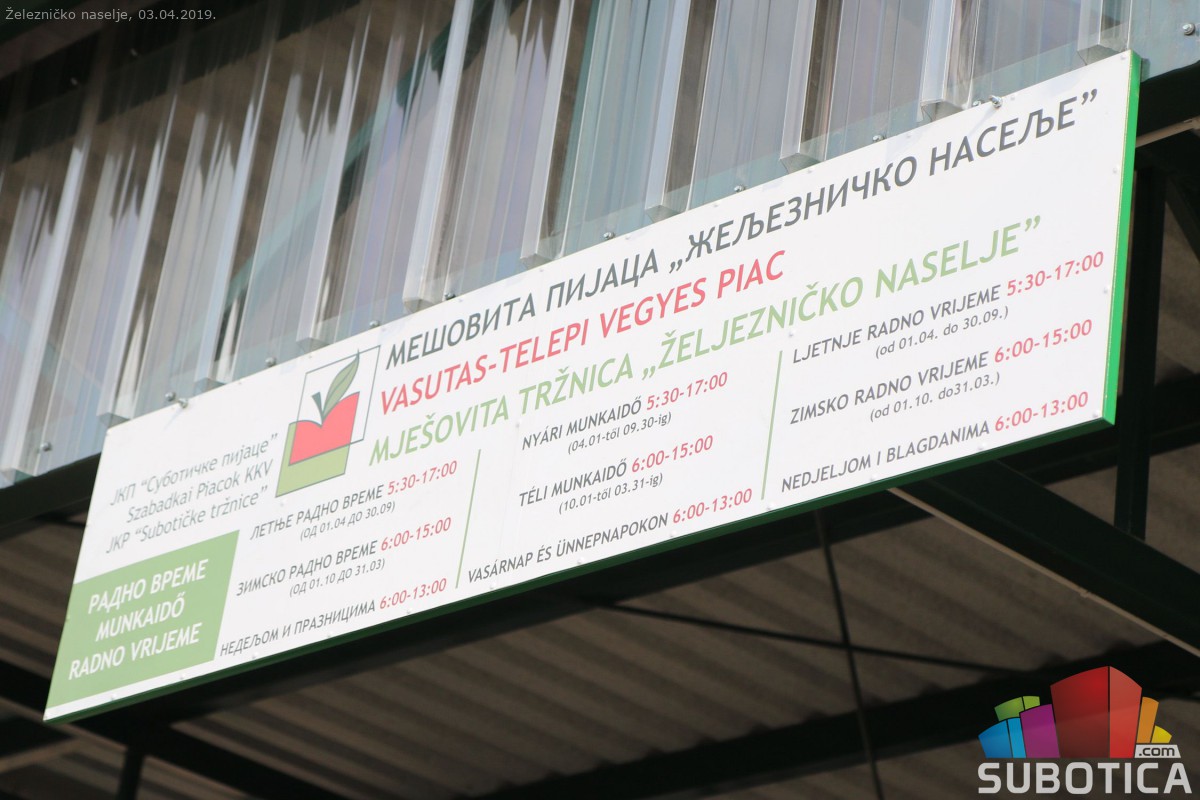 Železničko naselje, 03.04.2019.
МЕШОВИТА ПИЈАЦА „ЖЕЉЕЗНИЧКО НАСЕЉЕ”
VASUTAS-TELEPI VEGYES PIAC
MJEŠOVITA TRŽNICA „ŽELJEZNIČKO NASELJE”
ЈКП “Суботичке пијаце”
Szabadkai Piacok KKV
JKP “Subotičke tržnice”
РАДНО ВРЕМЕ
MUNKAIDŐ
RADNO VRIJEME
ЛЕТЊЕ РАДНО ВРЕМЕ 5:30-17:00
(ОД 01.04 ДО 30.09)
ЗИМСКО РАДНО ВРЕМЕ 6:00-15:00
(ОД 01.10 ДО 31.03)
НЕДЕЉОМ И ПРАЗНИЦИМА 6:00-13:00
NYÁRI MUNKAIDŐ 5:30-17:00
(04.01-től 09.30-ig)
TÉLI MUNKAIDŐ 6:00-15:00
(10.01-től 03.31-ig)
VASÁRNAP ÉS ÜNNEPNAPOKON 6:00-13:00
LJETNJE RADNO VRIJEME 5:30-17:00
(od 01.04. do 30.09.)
ZIMSKO RADNO VRIJEME 6:00-15:00
(od 01.10. do31.03.)
NEDJELJOM I BLAGDANIMA 6:00-13:00
.com
SUBOTICA